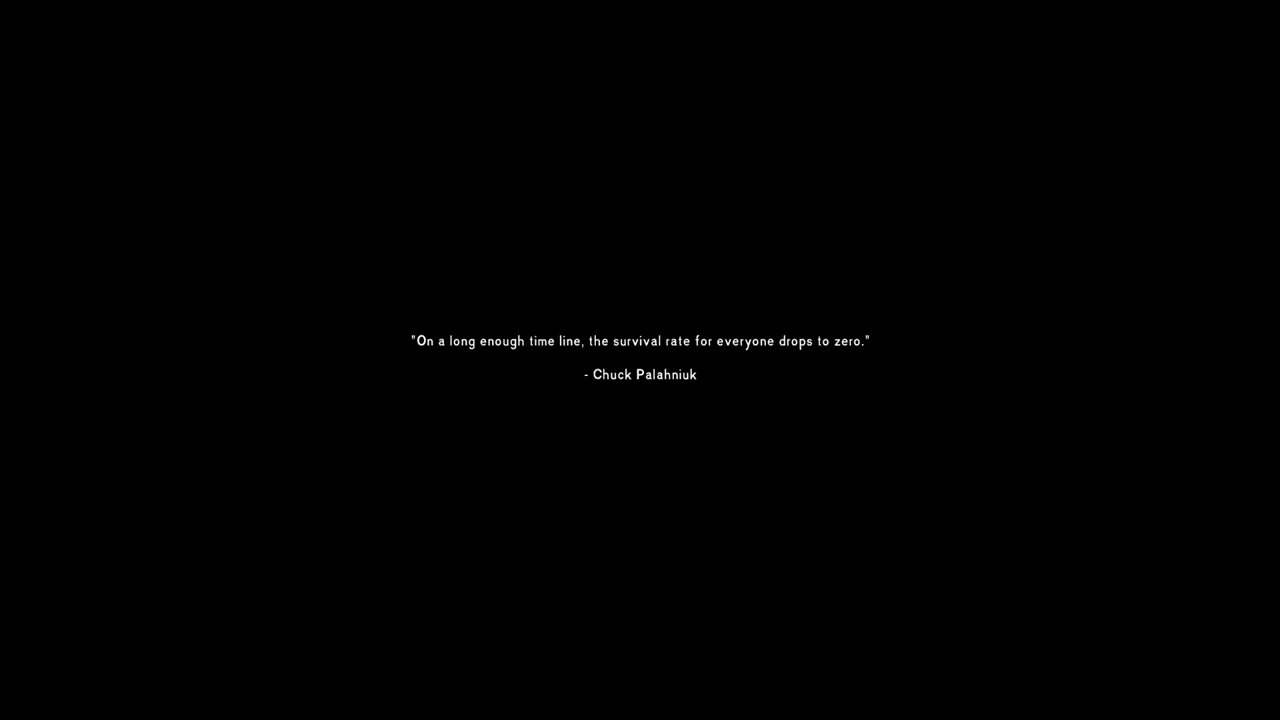 "On a long enough time line, the survival rate for everyone drops to zero."
- Chuck Palahniuk